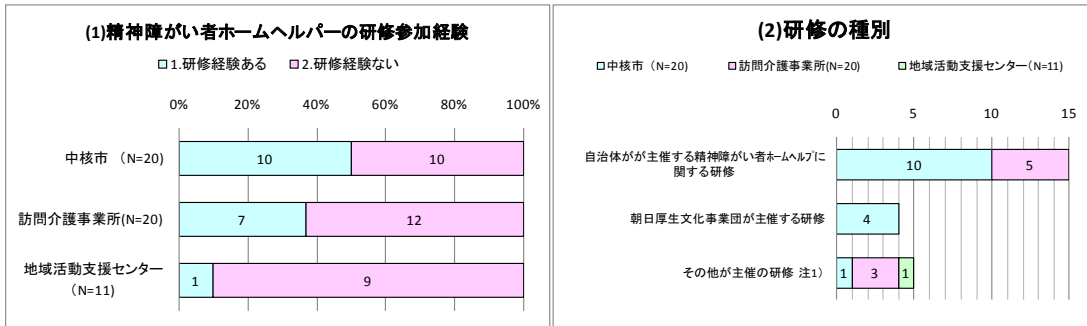 (1)精神障がい者ホームヘルパーの研修参加経験
1.研修経験ある 2.研修経験ない
0% 20% 40% 60% 80% 100%
中核市 (N=20) 10 10
訪問介護事業所(N=20) 7 12
地域活動支援センター
(N=11)
1 9
(2)研修の種別
中核市 (N=20) 訪問介護事業所(N=20) 地域活動支援センター(N=11)
0 5 10 15
自治体がが主催する精神障がい者ホームヘルプに
関する研修
10 5
朝日厚生文化事業団が主催する研修 4
その他が主催の研修 注1) 1 3 1